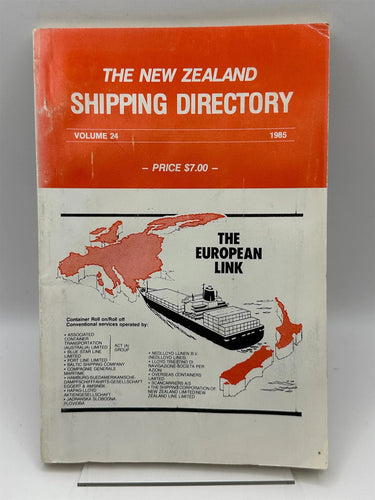 THE NEW ZEALAND
SHIPPING DIRECTORY
VOLUME 24
1985
– PRICE $7.00 –
THE
EUROPEAN
LINK
Container Roll on/Roll off
Conventional services operated by:
• ASSOCIATED
CONTAINER
TRANSPORTATION
(AUSTRALIA) LIMITED
• BLUE STAR LINE
LIMITED
• PORT LINE LIMITED
ACT (A)
GROUP
• BALTIC SHIPPING COMPANY
• COMPAGNIE GENERALE
MARITIME
• HAMBURG-SUEDAMERIKANISCHE-
DAMPFSCHIFFAHRTS-GESELLSCHAFT
EGGERT & AMSINCK
• HAPAG-LLOYD
AKTIENGESELLSCHAFT
• JADRANSKA SLOBODNA
PLOVIDBA
• NEDLLOYD LIJNEN B.V.
(NEDLLOYD LINES)
• LLOYD TRIESTINO DI
NAVIGAZIONE SOCIETA PER
AZIONI
• OVERSEAS CONTAINERS
LIMITED
• SCANCARRIERS A/S
• THE SHIPPING CORPORATION OF
NEW ZEALAND LIMITED/NEW
ZEALAND LINE LIMITED